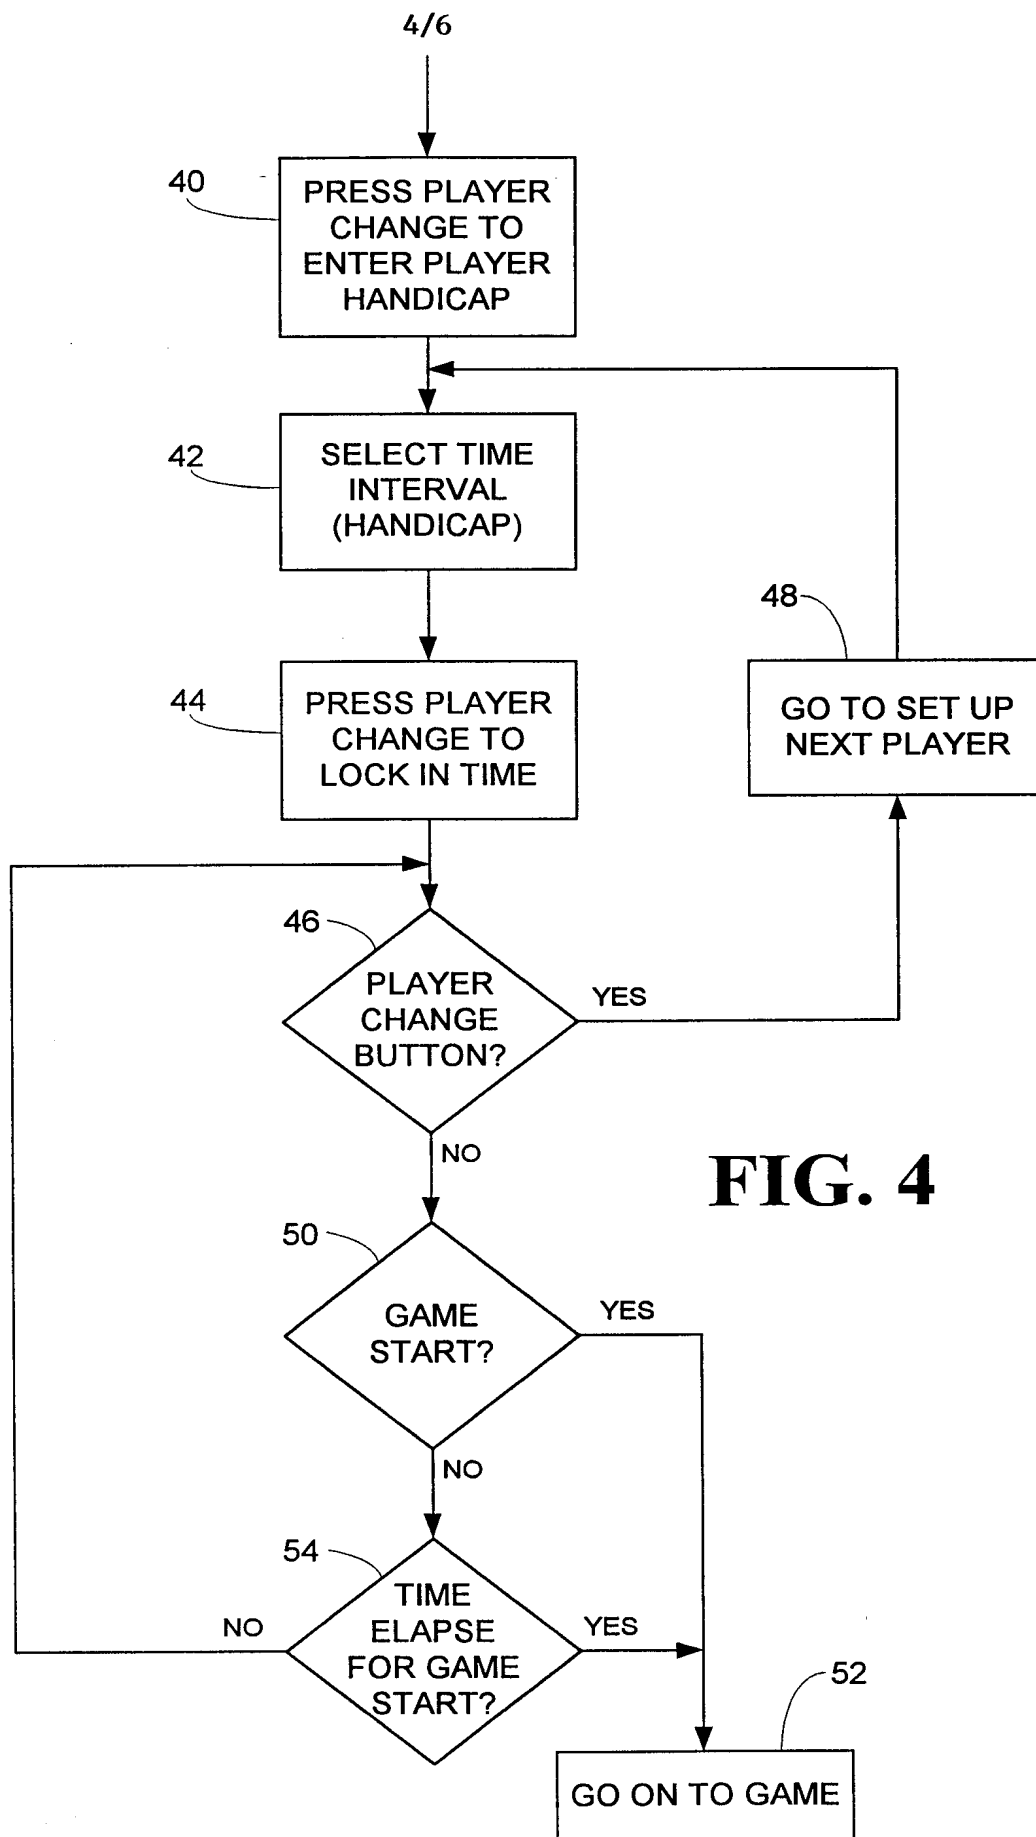 4/6
40
PRESS PLAYER
CHANGE TO
ENTER PLAYER
HANDICAP
42
SELECT TIME
INTERVAL
(HANDICAP)
48
GO TO SET UP
NEXT PLAYER
44
PRESS PLAYER
CHANGE TO
LOCK IN TIME
46
PLAYER
CHANGE
BUTTON?
YES
NO
FIG. 4
50
GAME
START?
YES
NO
54
TIME
ELAPSE
FOR GAME
START?
NO
YES
52
GO ON TO GAME